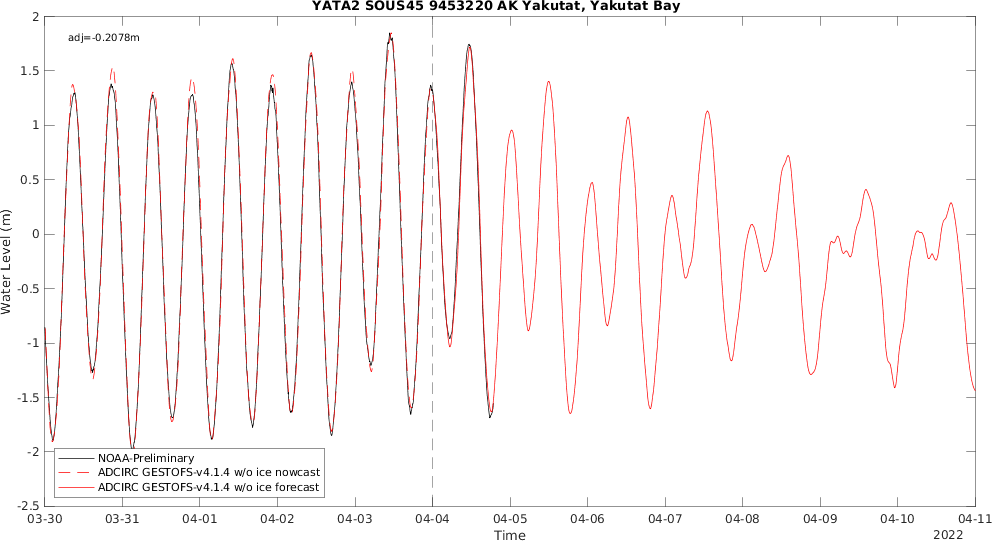 YATA2 SOUS45 9453220 AK Yakutat, Yakutat Bay
adj=-0.2078m
2
1.5
1
0.5
0
-0.5
-1
-1.5
-2
-2.5
Water Level (m)
NOAA-Preliminary
ADCIRC GESTOFS-v4.1.4 w/o ice nowcast
ADCIRC GESTOFS-v4.1.4 w/o ice forecast
03-30 03-31 04-01 04-02 04-03 04-04 04-05 04-06 04-07 04-08 04-09 04-10 04-11
Time
2022